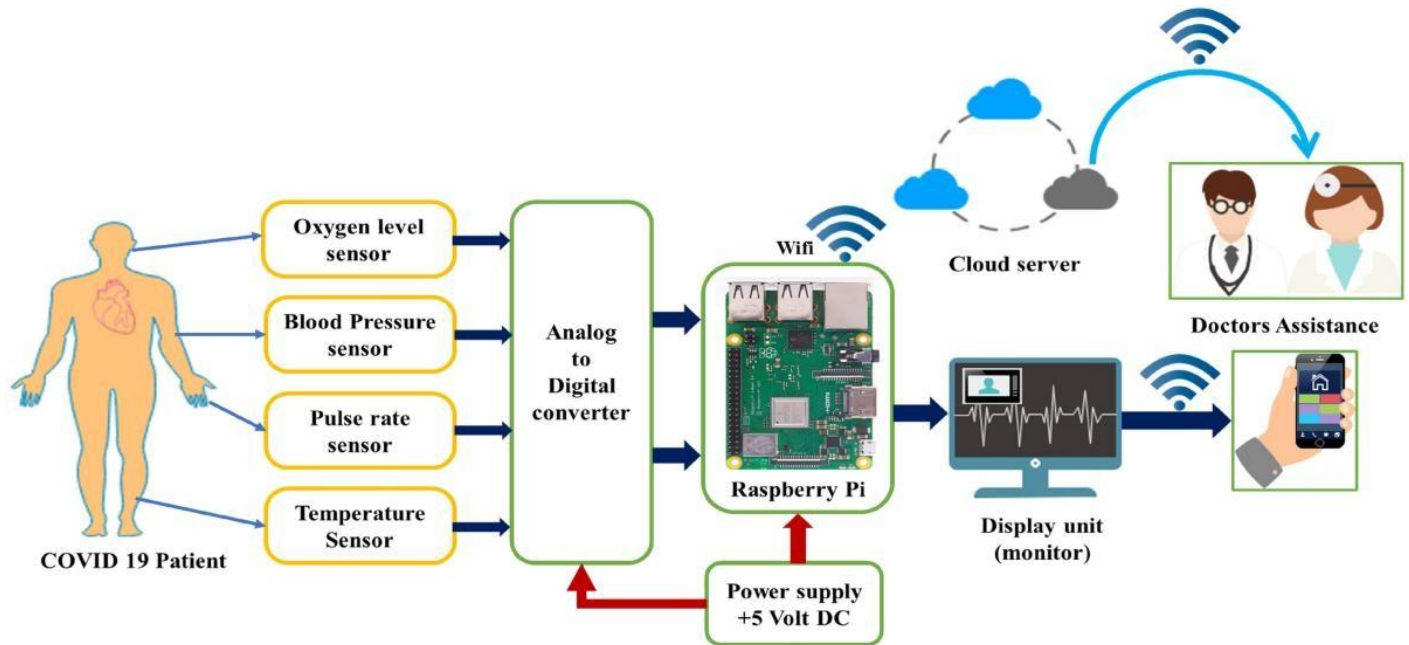 Oxygen level
sensor
Blood Pressure
sensor
Pulse rate
sensor
Temperature
Sensor
COVID 19 Patient
Analog
to
Digital
converter
Wifi
Raspberry Pi
Power supply
+5 Volt DC
Cloud server
Doctors Assistance
Display unit
(monitor)